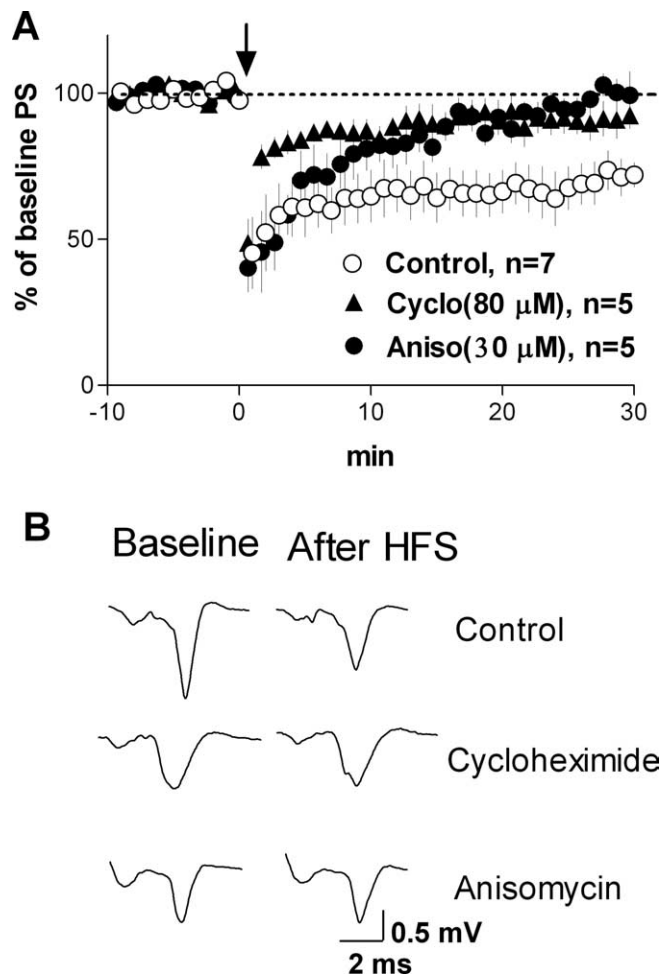 A
% of baseline PS
100
50
0
-10
0
10
20
30
min
Control, n=7
Cyclo(80 μM), n=5
Aniso(30 μM), n=5
B
Baseline
After HFS
Control
Cycloheximide
Anisomycin
0.5 mV
2 ms